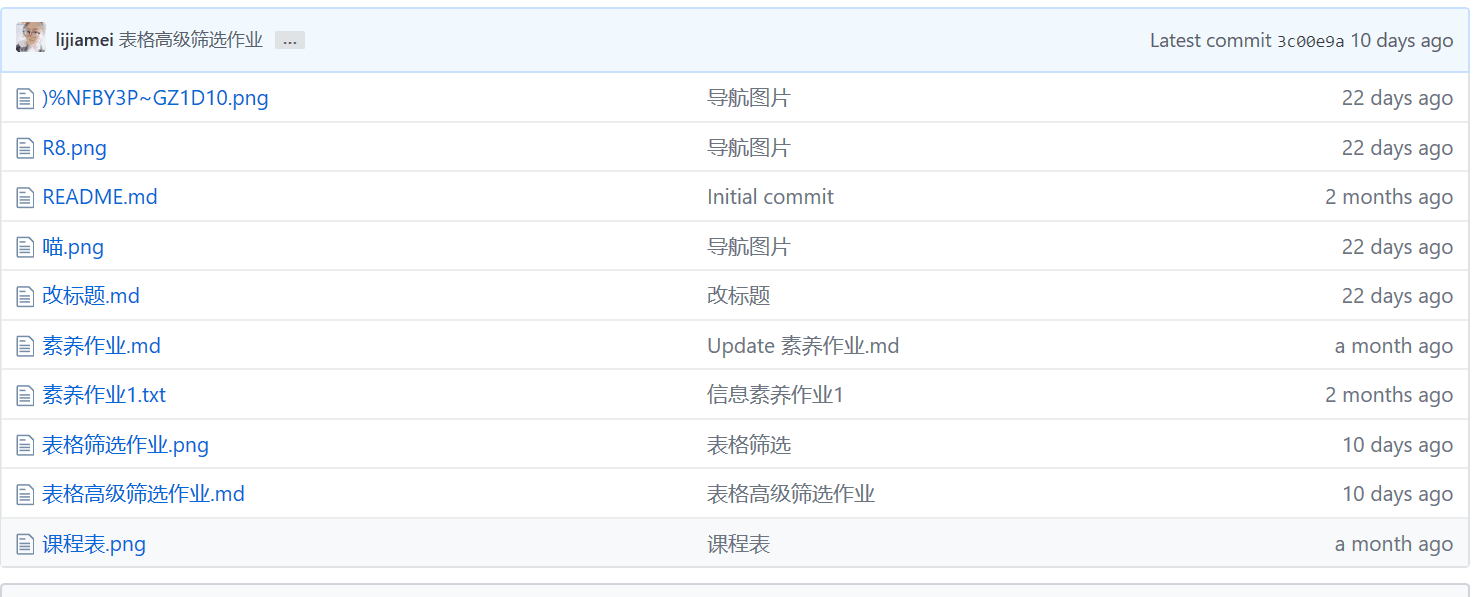 lijiamei 表格高级筛选作业 … Latest commit 3c00e9a 10 days ago
)%NFBY3P~GZ1D10.png 导航图片 22 days ago
R8.png 导航图片 22 days ago
README.md Initial commit 2 months ago
喵.png 导航图片 22 days ago
改标题.md 改标题 22 days ago
素养作业.md Update 素养作业.md a month ago
素养作业1.txt 信息素养作业1 2 months ago
表格筛选作业.png 表格筛选 10 days ago
表格高级筛选作业.md 表格高级筛选作业 10 days ago
课程表.png 课程表 a month ago